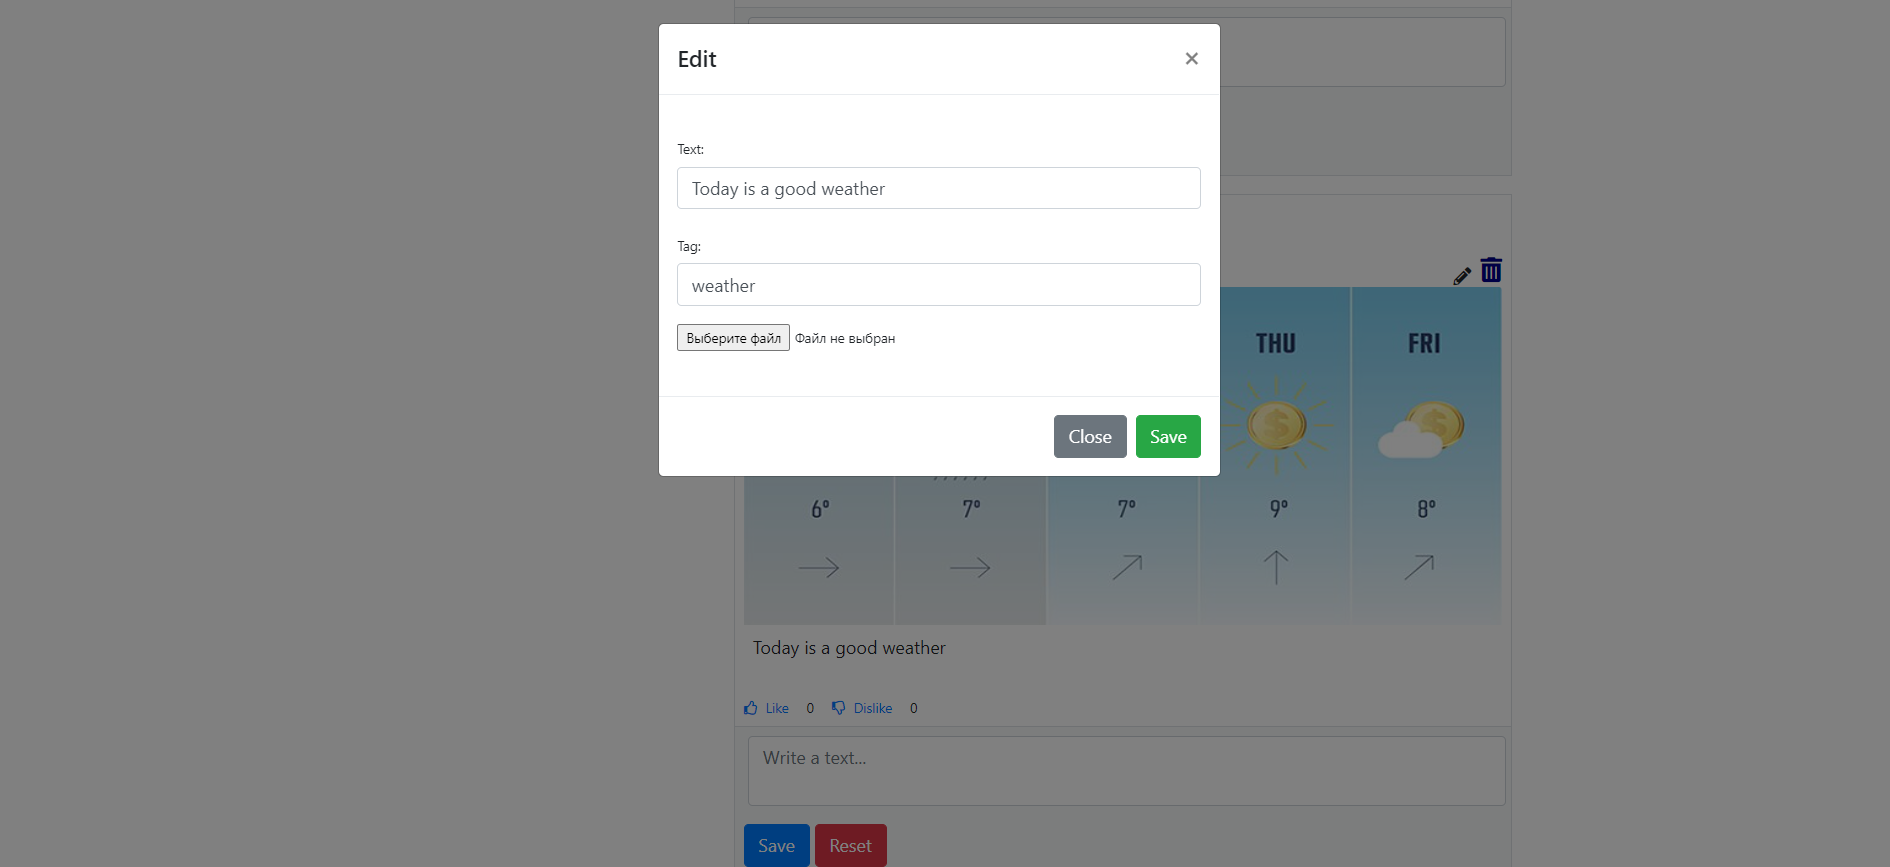 Edit ×
Text:
Today is a good weather
Tag:
weather
Выберите файл Файл не выбран
Close Save
THU FRI
6° 7° 7° 9° 8°
Today is a good weather
Like 0 Dislike 0
Write a text...
Save Reset